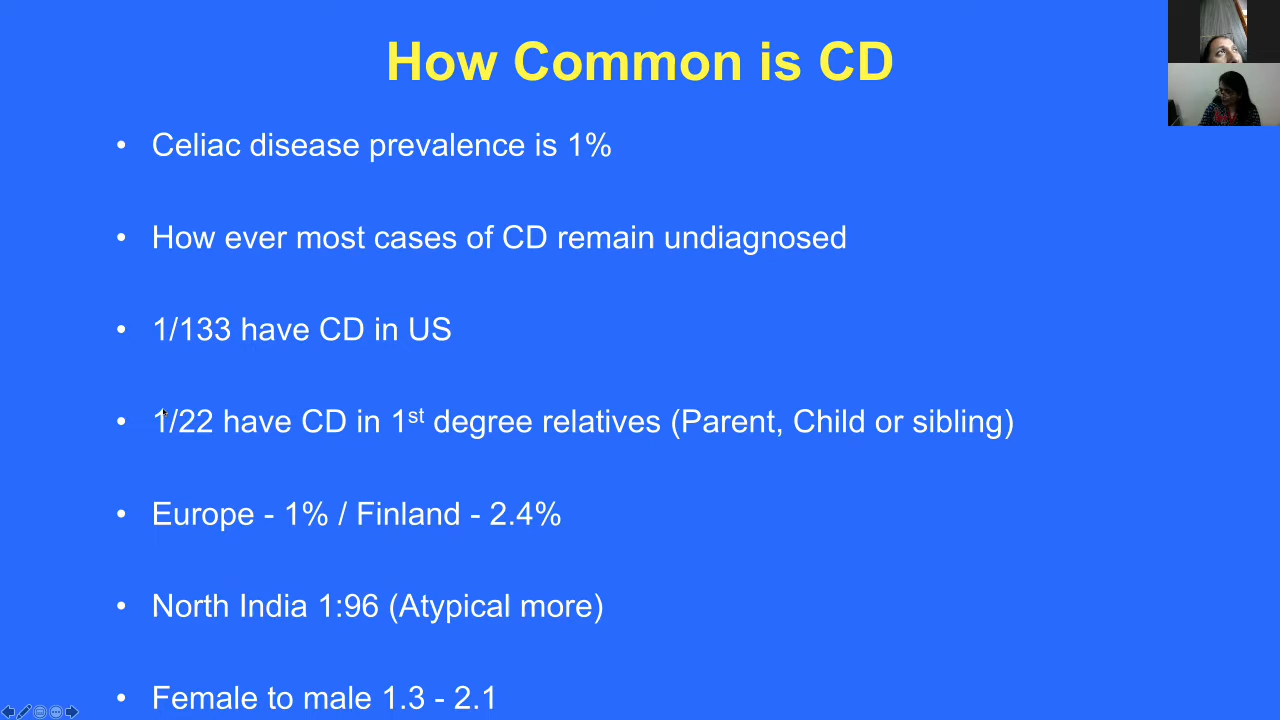 How Common is CD
• Celiac disease prevalence is 1%
• How ever most cases of CD remain undiagnosed
• 1/133 have CD in US
• 1/22 have CD in 1st degree relatives (Parent, Child or sibling)
• Europe - 1% / Finland - 2.4%
• North India 1:96 (Atypical more)
• Female to male 1.3 - 2.1